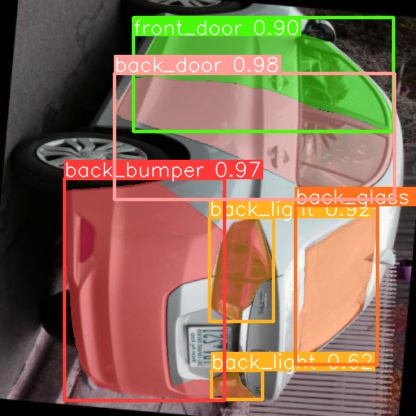 front_door 0.90
back_door 0.98
back_bumper 0.97
back_glass
back_light 0.92
back_light 0.62